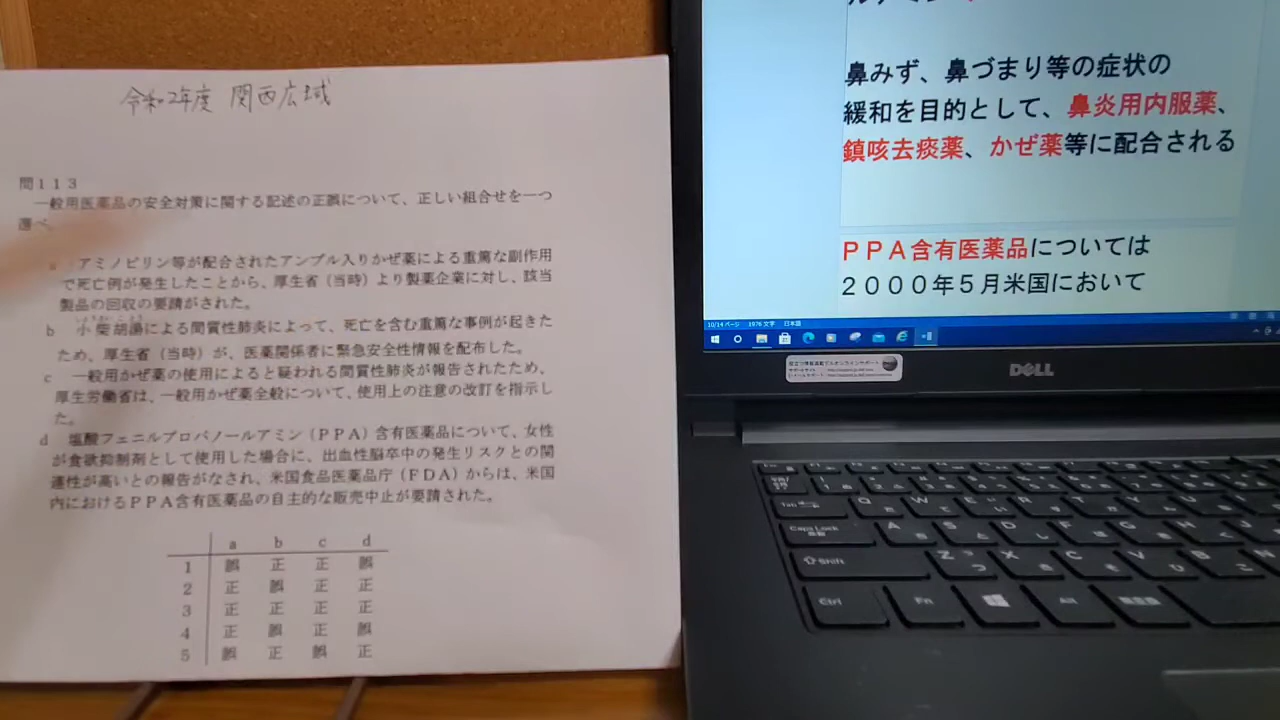 令和2年度 関西広域
問113
一般用医薬品の安全対策に関する記述の正誤について、正しい組合せを一つ
選べ
アミノピリン等が配合されたアンプル入りかぜ薬による重篤な副作用
で死亡例が発生したことから、厚生省（当時）より製薬企業に対し、該当
製品の回収の要請がされた。
b 小柴胡湯による間質性肺炎によって、死亡を含む重篤な事例が起きた
ため、厚生省（当時）が、医薬関係者に緊急安全性情報を配布した。
c 一般用かぜ薬の使用によると疑われる間質性肺炎が報告されたため、
厚生労働省は、一般用かぜ薬全般について、使用上の注意の改訂を指示し
た。
d 塩酸フェニルプロパノールアミン（PPA）含有医薬品について、女性
が食欲抑制剤として使用した場合に、出血性脳卒中の発生リスクとの関
連性が高いとの報告がなされ、米国食品医薬品庁（FDA）からは、米国
内におけるPPA含有医薬品の自主的な販売中止が要請された。
a b c d
1 誤 正 正 誤
2 正 誤 正 正
3 正 正 正 正
4 正 誤 正 誤
5 誤 正 誤 正
鼻みず、鼻づまり等の症状の
緩和を目的として、鼻炎用内服薬、
鎮咳去痰薬、かぜ薬等に配合される
PPA含有医薬品については
2000年5月米国において
10/14 ページ 1976 文字 日本語
DELL
Caps Lock
Shift
Ctrl
Fn
Alt
Q W E R T Y U
A S D F G H J
Z X C V B N